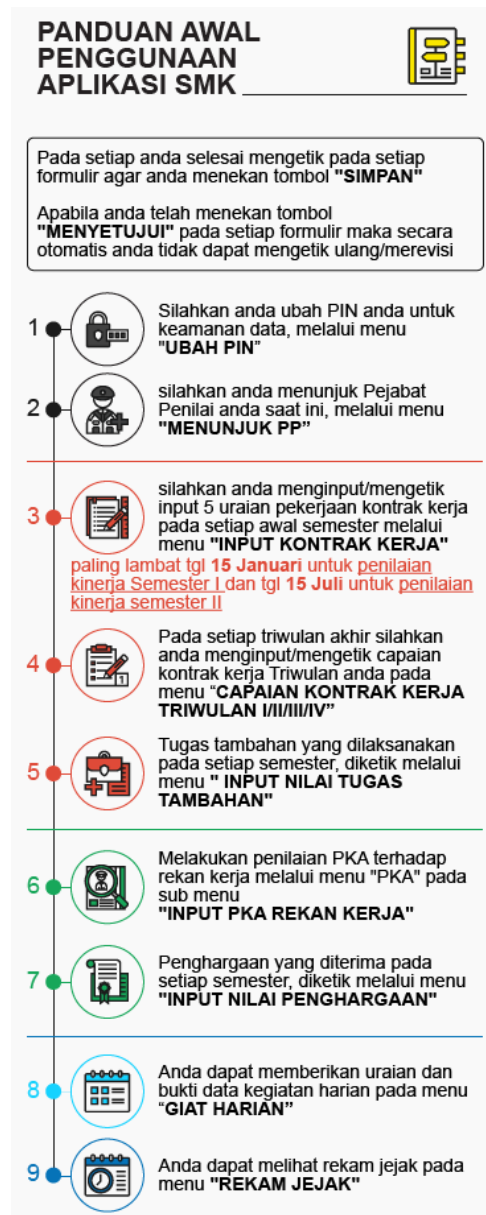 PANDUAN AWAL
PENGGUNAAN
APLIKASI SMK
Pada setiap anda selesai mengetik pada setiap
formulir agar anda menekan tombol "SIMPAN"
Apabila anda telah menekan tombol
"MENYETUJUI" pada setiap formulir maka secara
otomatis anda tidak dapat mengetik ulang/merevisi
1
Silahkan anda ubah PIN anda untuk
keamanan data, melalui menu
"UBAH PIN”
2
silahkan anda menunjuk Pejabat
Penilai anda saat ini, melalui menu
"MENUNJUK PP”
3
silahkan anda menginput/mengetik
input 5 uraian pekerjaan kontrak kerja
pada setiap awal semester melalui
menu "INPUT KONTRAK KERJA"
paling lambat tgl 15 Januari untuk penilaian
kinerja Semester I dan tgl 15 Juli untuk penilaian
kinerja semester II
4
1
Pada setiap triwulan akhir silahkan
anda menginput/mengetik capaian
kontrak kerja Triwulan anda pada
menu “CAPAIAN KONTRAK KERJA
TRIWULAN I/II/III/IV”
5
Tugas tambahan yang dilaksanakan
pada setiap semester, diketik melalui
menu " INPUT NILAI TUGAS
TAMBAHAN"
6
Melakukan penilaian PKA terhadap
rekan kerja melalui menu "PKA" pada
sub menu
"INPUT PKA REKAN KERJA"
7
Penghargaan yang diterima pada
setiap semester, diketik melalui menu
"INPUT NILAI PENGHARGAAN"
8
Anda dapat memberikan uraian dan
bukti data kegiatan harian pada menu
“GIAT HARIAN”
9
Anda dapat melihat rekam jejak pada
menu "REKAM JEJAK"